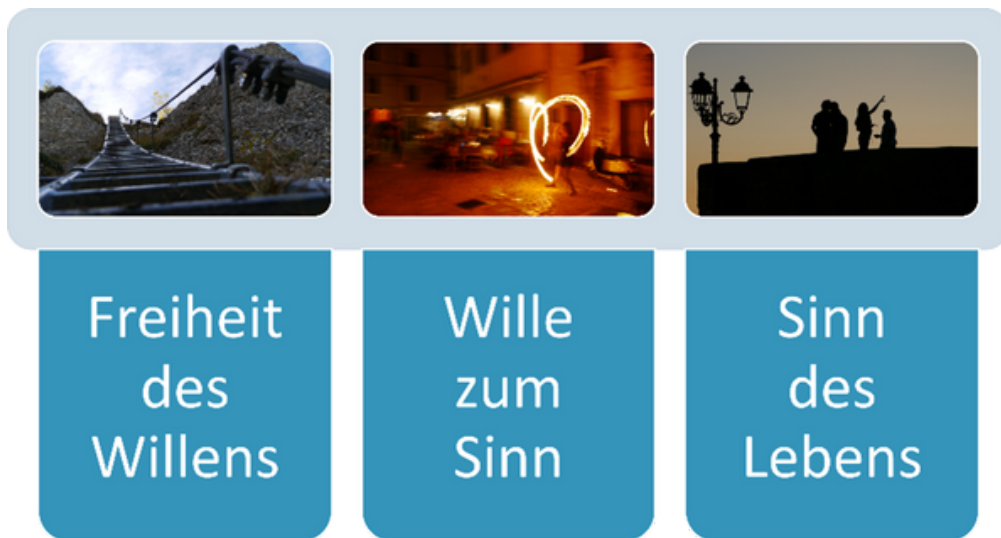 Freiheit
des
Willens
Wille
zum
Sinn
Sinn
des
Lebens